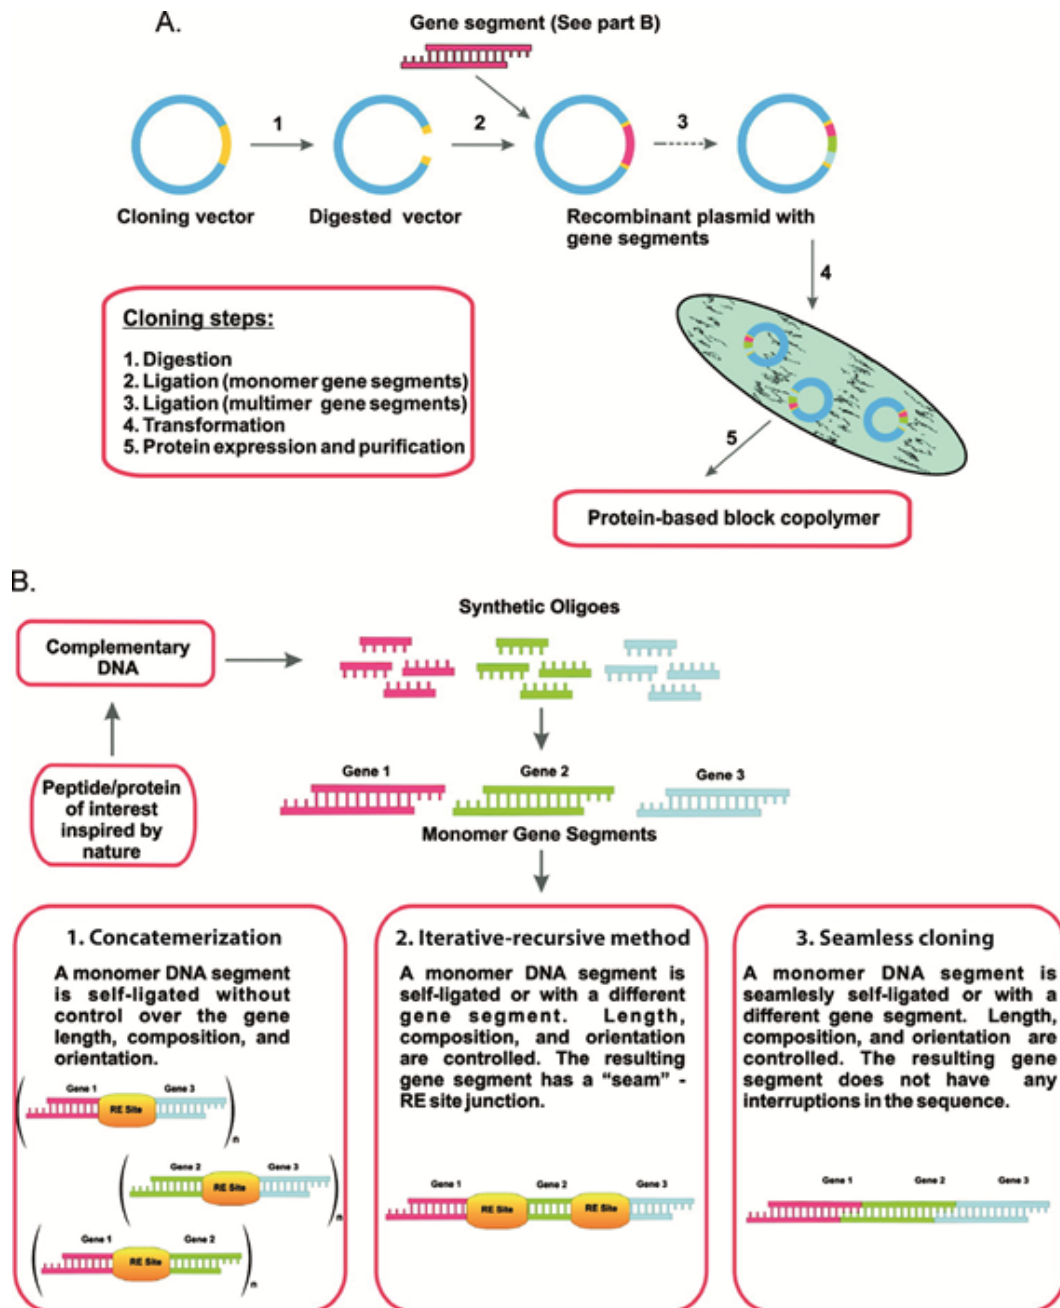 A.
Gene segment (See part B)
1
2
3
Cloning vector
Digested vector
Recombinant plasmid with
gene segments
4
Cloning steps:
1. Digestion
2. Ligation (monomer gene segments)
3. Ligation (multimer gene segments)
4. Transformation
5. Protein expression and purification
5
Protein-based block copolymer
B.
Synthetic Oligoes
Complementary
DNA
Peptide/protein
of interest
inspired by
nature
Gene 1
Gene 2
Gene 3
Monomer Gene Segments
1. Concatemerization
A monomer DNA segment
is self-ligated without
control over the gene
length, composition, and
orientation.
Gene 1
Gene 3
RE Site
n
Gene 2
Gene 3
RE Site
n
Gene 1
Gene 2
RE Site
n
2. Iterative-recursive method
A monomer DNA segment is
self-ligated or with a different
gene segment. Length,
composition, and orientation
are controlled. The resulting
gene segment has a “seam” -
RE site junction.
Gene 1
Gene 2
Gene 3
RE Site
RE Site
3. Seamless cloning
A monomer DNA segment is
seamlesly self-ligated or with a
different gene segment. Length,
composition, and orientation are
controlled. The resulting gene
segment does not have any
interruptions in the sequence.
Gene 1
Gene 2
Gene 3